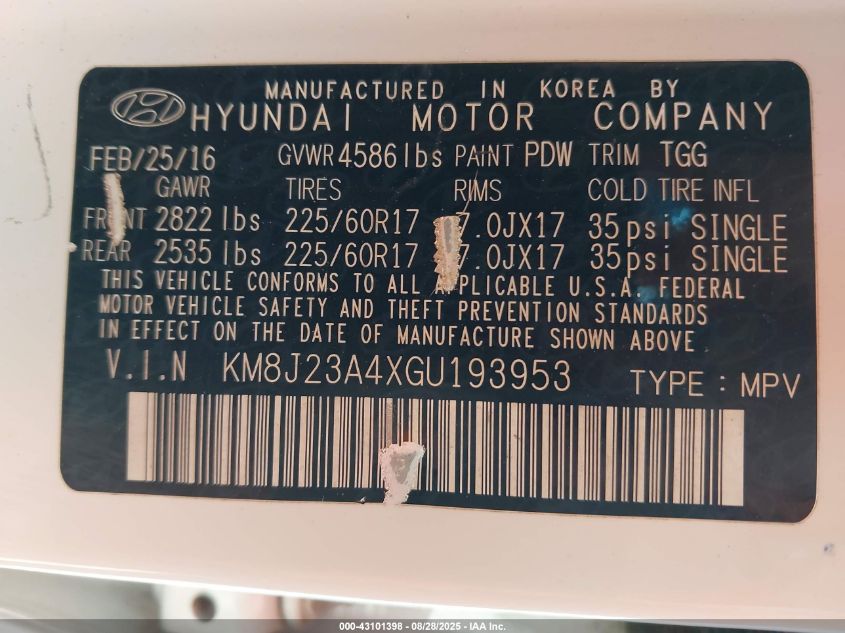 MANUFACTURED IN KOREA BY
HYUNDAI MOTOR COMPANY
FEB/25/16 GVWR 4586 lbs PAINT PDW TRIM TGG
GAWR TIRES RIMS COLD TIRE INFL
FRONT 2822 lbs 225/60R17 7.0JX17 35psi SINGLE
REAR 2535 lbs 225/60R17 7.0JX17 35psi SINGLE
THIS VEHICLE CONFORMS TO ALL APPLICABLE U.S.A. FEDERAL
MOTOR VEHICLE SAFETY AND THEFT PREVENTION STANDARDS
IN EFFECT ON THE DATE OF MANUFACTURE SHOWN ABOVE
V.I.N KM8J23A4XGU193953 TYPE : MPV
000-43101398 - 08/28/2025 - IAA Inc.